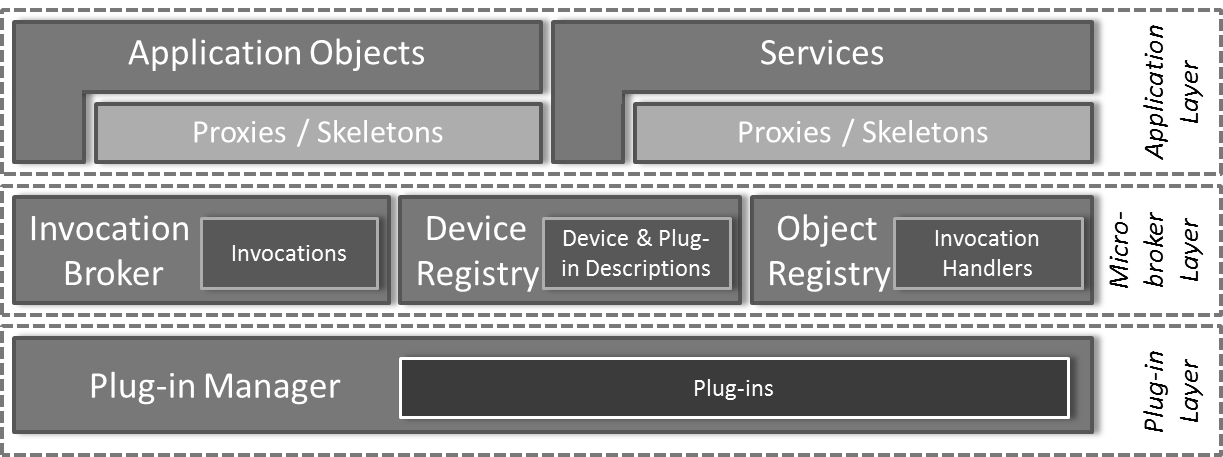 Application Objects
Proxies / Skeletons
Services
Proxies / Skeletons
Application
Layer
Invocation
Broker
Invocations
Device
Registry
Device & Plug-
in Descriptions
Object
Registry
Invocation
Handlers
Micro-
broker
Layer
Plug-in Manager
Plug-ins
Plug-in
Layer